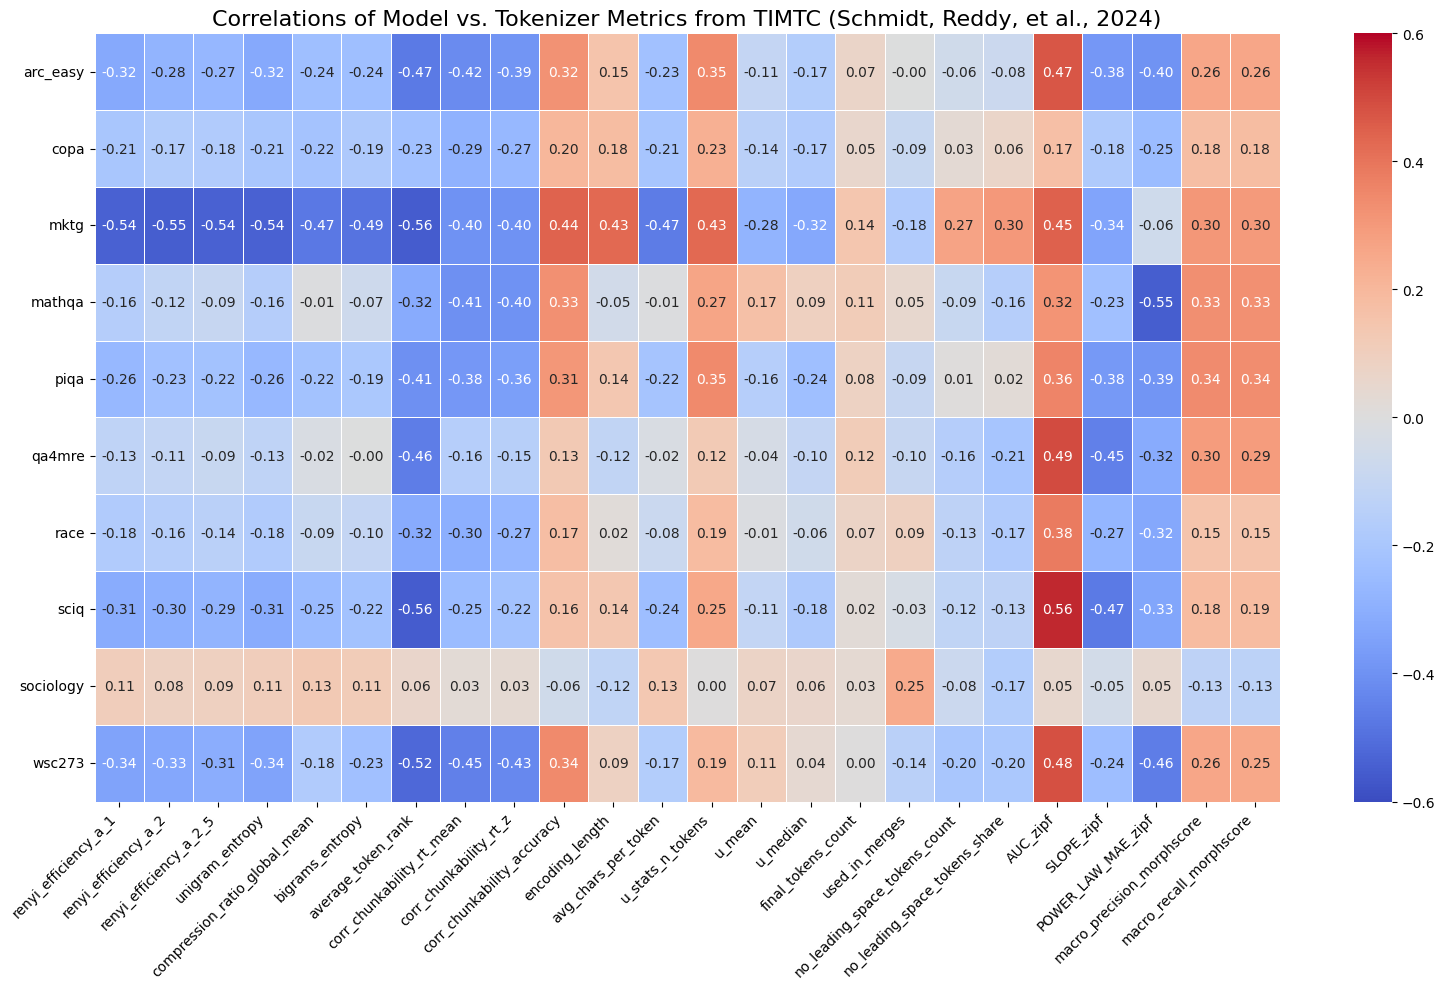 Correlations of Model vs. Tokenizer Metrics from TIMTC (Schmidt, Reddy, et al., 2024)
arc_easy -0.32 -0.28 -0.27 -0.32 -0.24 -0.24 -0.47 -0.42 -0.39 0.32 0.15 -0.23 0.35 -0.11 -0.17 0.07 -0.00 -0.06 -0.08 0.47 -0.38 -0.40 0.26 0.26
copa -0.21 -0.17 -0.18 -0.21 -0.22 -0.19 -0.23 -0.29 -0.27 0.20 0.18 -0.21 0.23 -0.14 -0.17 0.05 -0.09 0.03 0.06 0.17 -0.18 -0.25 0.18 0.18
mktg -0.54 -0.55 -0.54 -0.54 -0.47 -0.49 -0.56 -0.40 -0.40 0.44 0.43 -0.47 0.43 -0.28 -0.32 0.14 -0.18 0.27 0.30 0.45 -0.34 -0.06 0.30 0.30
mathqa -0.16 -0.12 -0.09 -0.16 -0.01 -0.07 -0.32 -0.41 -0.40 0.33 -0.05 -0.01 0.27 0.17 0.09 0.11 0.05 -0.09 -0.16 0.32 -0.23 -0.55 0.33 0.33
piqa -0.26 -0.23 -0.22 -0.26 -0.22 -0.19 -0.41 -0.38 -0.36 0.31 0.14 -0.22 0.35 -0.16 -0.24 0.08 -0.09 0.01 0.02 0.36 -0.38 -0.39 0.34 0.34
qa4mre -0.13 -0.11 -0.09 -0.13 -0.02 -0.00 -0.46 -0.16 -0.15 0.13 -0.12 -0.02 0.12 -0.04 -0.10 0.12 -0.10 -0.16 -0.21 0.49 -0.45 -0.32 0.30 0.29
race -0.18 -0.16 -0.14 -0.18 -0.09 -0.10 -0.32 -0.30 -0.27 0.17 0.02 -0.08 0.19 -0.01 -0.06 0.07 0.09 -0.13 -0.17 0.38 -0.27 -0.32 0.15 0.15
sciq -0.31 -0.30 -0.29 -0.31 -0.25 -0.22 -0.56 -0.25 -0.22 0.16 0.14 -0.24 0.25 -0.11 -0.18 0.02 -0.03 -0.12 -0.13 0.56 -0.47 -0.33 0.18 0.19
sociology 0.11 0.08 0.09 0.11 0.13 0.11 0.06 0.03 0.03 -0.06 -0.12 0.13 0.00 0.07 0.06 0.03 0.25 -0.08 -0.17 0.05 -0.05 0.05 -0.13 -0.13
wsc273 -0.34 -0.33 -0.31 -0.34 -0.18 -0.23 -0.52 -0.45 -0.43 0.34 0.09 -0.17 0.19 0.11 0.04 0.00 -0.14 -0.20 -0.20 0.48 -0.24 -0.46 0.26 0.25
renyi_efficiency_a_1
renyi_efficiency_a_2
renyi_efficiency_a_2_5
unigram_entropy
compression_ratio_global_mean
bigrams_entropy
average_token_rank
corr_chunkability_rt_mean
corr_chunkability_rt_z
corr_chunkability_accuracy
encoding_length
avg_chars_per_token
u_stats_n_tokens
u_mean
u_median
final_tokens_count
used_in_merges
no_leading_space_tokens_count
no_leading_space_tokens_share
AUC_zipf
SLOPE_zipf
POWER_LAW_MAE_zipf
macro_precision_morphscore
macro_recall_morphscore
0.6
0.4
0.2
0.0
−0.2
−0.4
−0.6